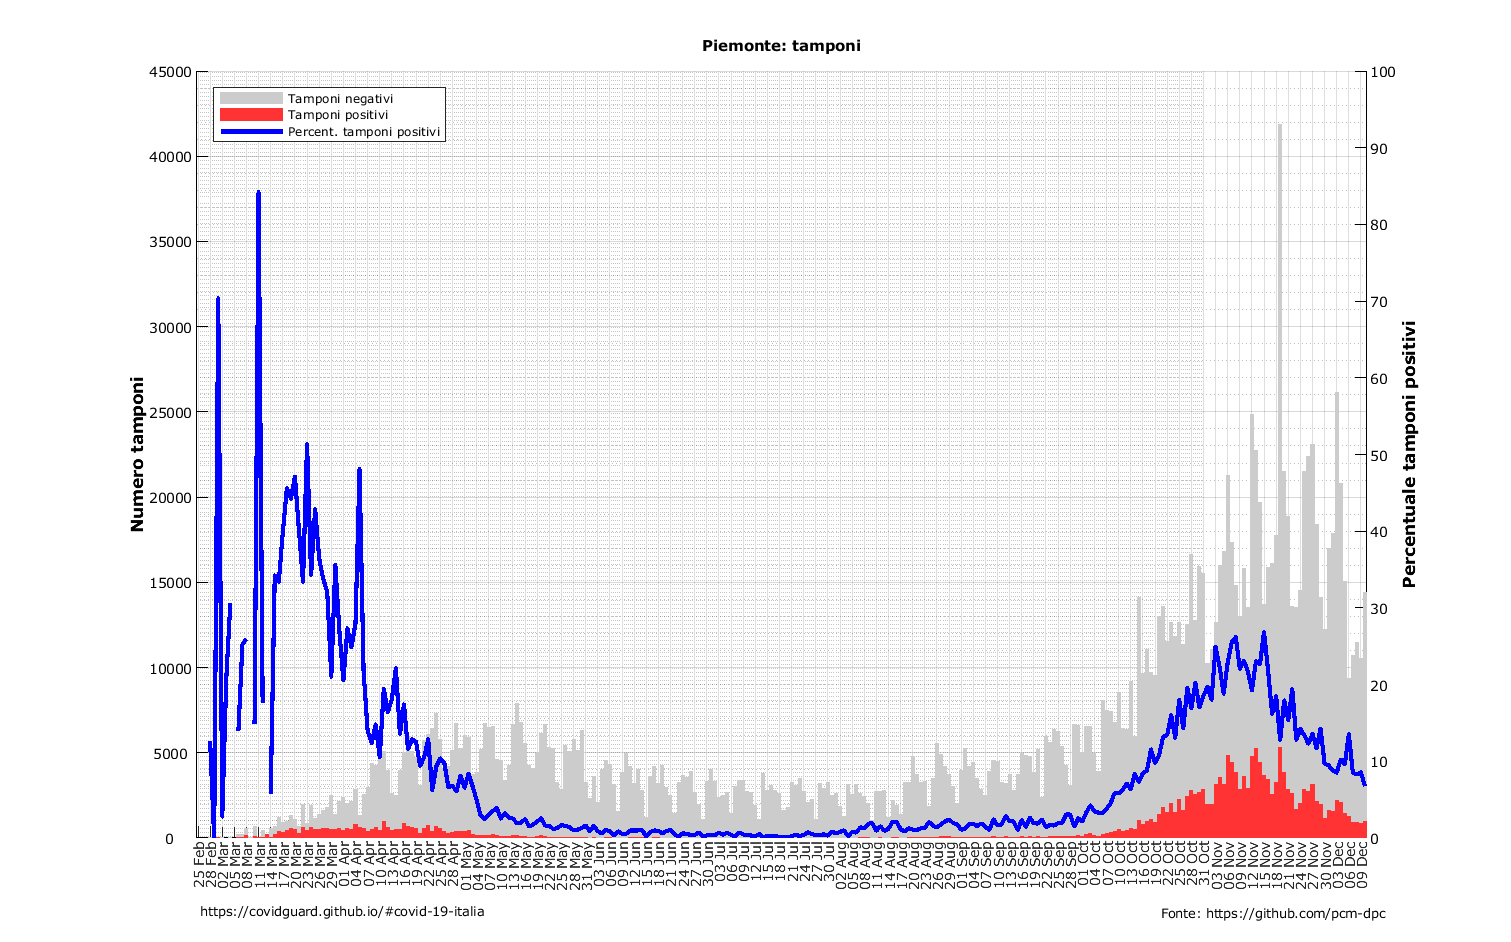 Piemonte: tamponi
Tamponi negativi
Tamponi positivi
Percent. tamponi positivi
Numero tamponi
45000
40000
35000
30000
25000
20000
15000
10000
5000
0
Percentuale tamponi positivi
100
90
80
70
60
50
40
30
20
10
0
25 Feb
28 Feb
02 Mar
05 Mar
08 Mar
11 Mar
14 Mar
17 Mar
20 Mar
23 Mar
26 Mar
29 Mar
01 Apr
04 Apr
07 Apr
10 Apr
13 Apr
16 Apr
19 Apr
22 Apr
25 Apr
28 Apr
01 May
04 May
07 May
10 May
13 May
16 May
19 May
22 May
25 May
28 May
31 May
03 Jun
06 Jun
09 Jun
12 Jun
15 Jun
18 Jun
21 Jun
24 Jun
27 Jun
30 Jun
03 Jul
06 Jul
09 Jul
12 Jul
15 Jul
18 Jul
21 Jul
24 Jul
27 Jul
30 Jul
02 Aug
05 Aug
08 Aug
11 Aug
14 Aug
17 Aug
20 Aug
23 Aug
26 Aug
29 Aug
01 Sep
04 Sep
07 Sep
10 Sep
13 Sep
16 Sep
19 Sep
22 Sep
25 Sep
28 Sep
01 Oct
04 Oct
07 Oct
10 Oct
13 Oct
16 Oct
19 Oct
22 Oct
25 Oct
28 Oct
31 Oct
03 Nov
06 Nov
09 Nov
12 Nov
15 Nov
18 Nov
21 Nov
24 Nov
27 Nov
30 Nov
03 Dec
06 Dec
09 Dec
https://covidguard.github.io/#covid-19-italia
Fonte: https://github.com/pcm-dpc